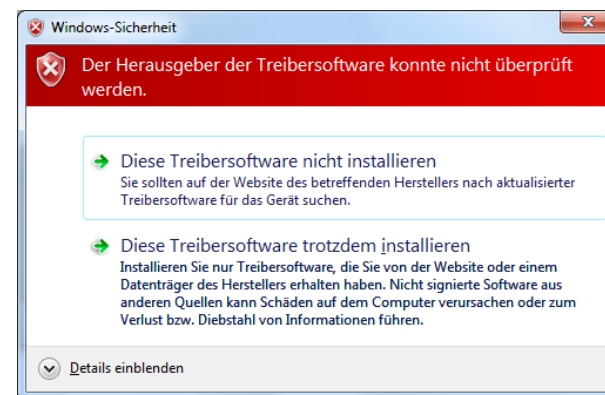 Windows-Sicherheit
Der Herausgeber der Treibersoftware konnte nicht überprüft
werden.
Diese Treibersoftware nicht installieren
Sie sollten auf der Website des betreffenden Herstellers nach aktualisierter
Treibersoftware für das Gerät suchen.
Diese Treibersoftware trotzdem installieren
Installieren Sie nur Treibersoftware, die Sie von der Website oder einem
Datenträger des Herstellers erhalten haben. Nicht signierte Software aus
anderen Quellen kann Schäden auf dem Computer verursachen oder zum
Verlust bzw. Diebstahl von Informationen führen.
Details einblenden